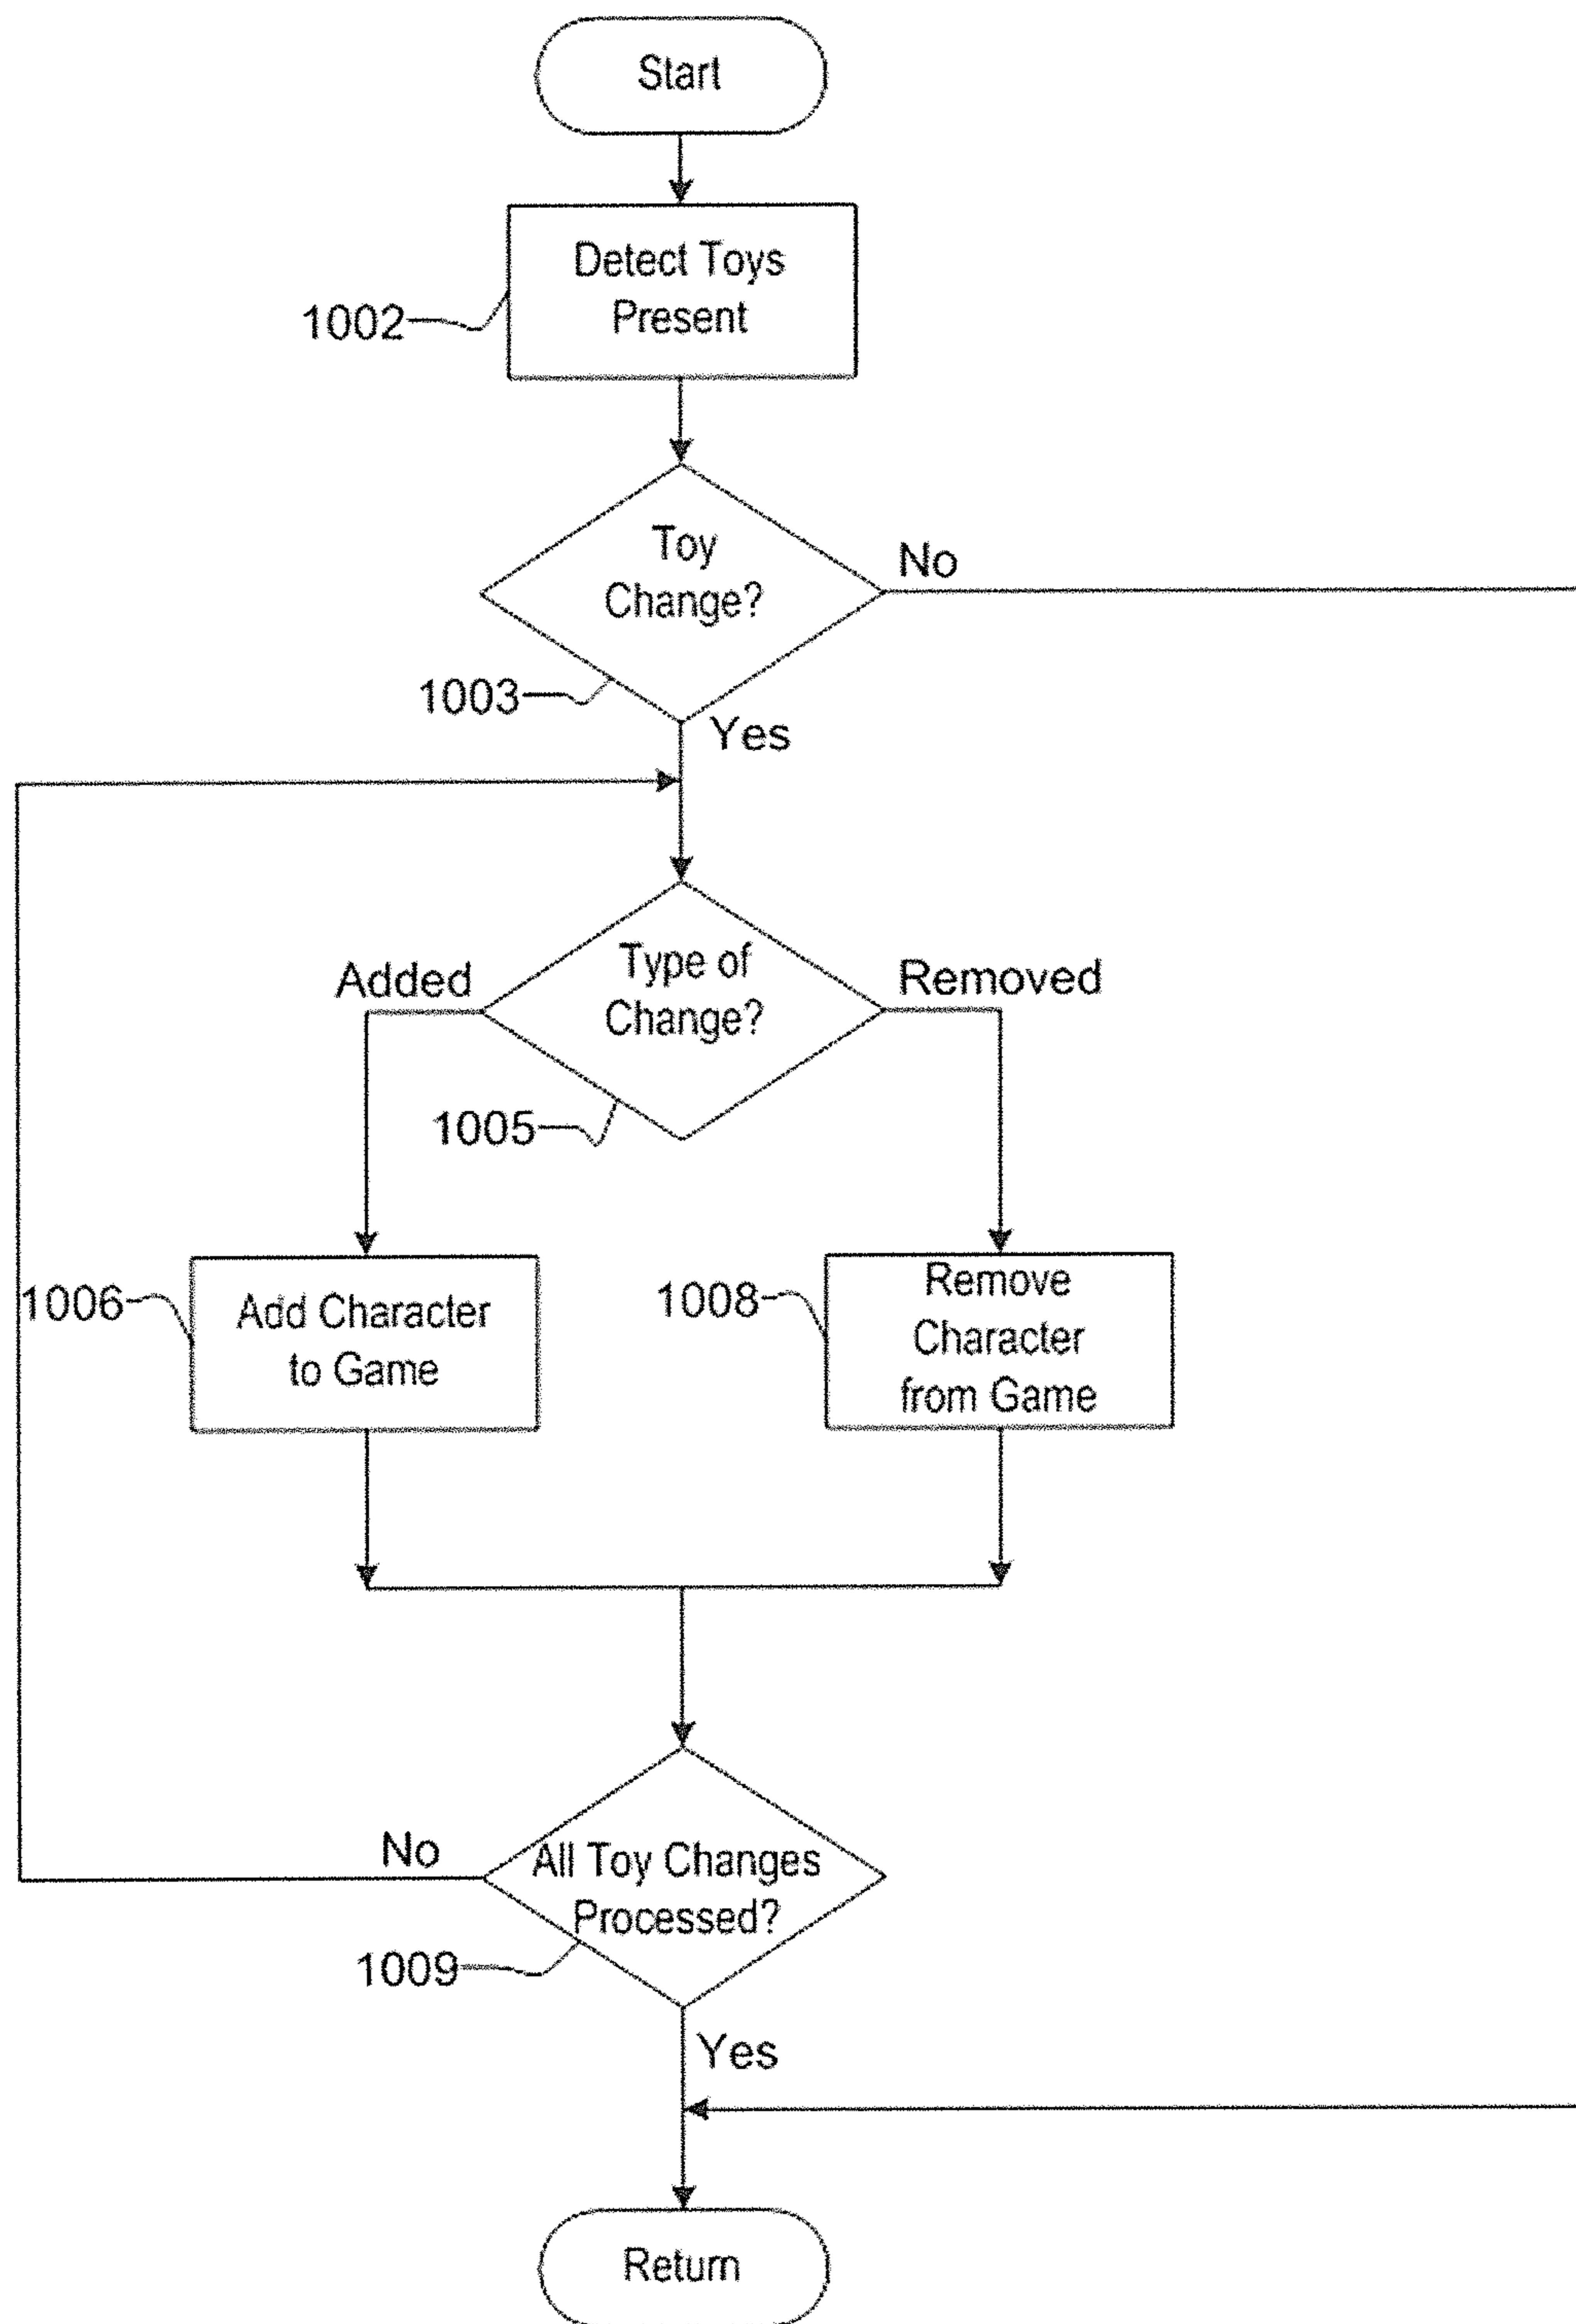 Start
Detect Toys
Present
1002
Toy
Change?
No
1003
Yes
Added
Type of
Change?
Removed
1005
1006
Add Character
to Game
1008
Remove
Character
from Game
No
All Toy Changes
Processed?
1009
Yes
Return